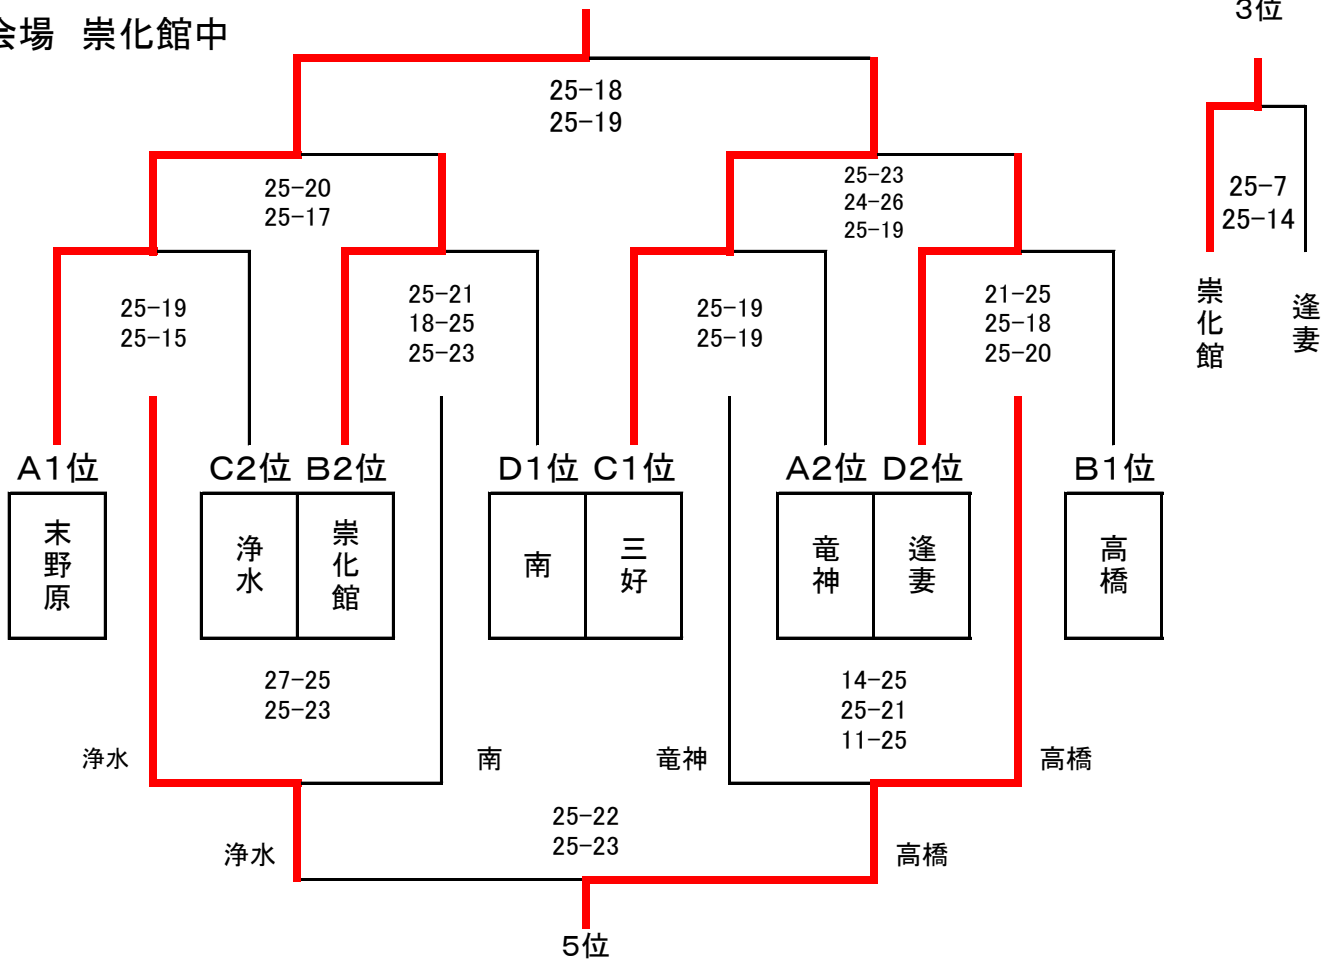 会場 崇化館中
3位
25-18
25-19
25-20
25-17
25-23
24-26
25-19
25-7
25-14
崇化館
逢妻
25-19
25-15
25-21
18-25
25-23
25-19
25-19
21-25
25-18
25-20
A1位
C2位
B2位
D1位
C1位
A2位
D2位
B1位
末野原
浄水
崇化館
南
三好
竜神
逢妻
高橋
27-25
25-23
14-25
25-21
11-25
浄水
南
竜神
高橋
25-22
25-23
浄水
高橋
5位